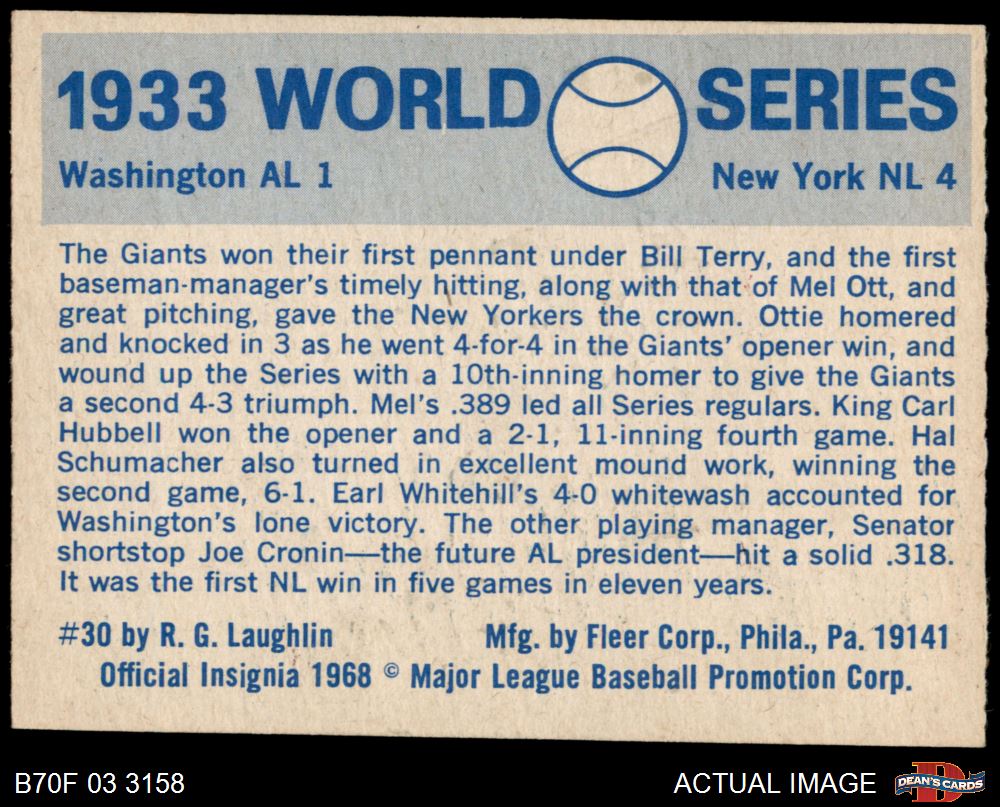 1933 WORLD SERIES
Washington AL 1
New York NL 4
The Giants won their first pennant under Bill Terry, and the first
baseman-manager's timely hitting, along with that of Mel Ott, and
great pitching, gave the New Yorkers the crown. Ottie homered
and knocked in 3 as he went 4-for-4 in the Giants' opener win, and
wound up the Series with a 10th-inning homer to give the Giants
a second 4-3 triumph. Mel's .389 led all Series regulars. King Carl
Hubbell won the opener and a 2-1, 11-inning fourth game. Hal
Schumacher also turned in excellent mound work, winning the
second game, 6-1. Earl Whitehill's 4-0 whitewash accounted for
Washington's lone victory. The other playing manager, Senator
shortstop Joe Cronin—the future AL president—hit a solid .318.
It was the first NL win in five games in eleven years.
#30 by R. G. Laughlin
Mfg. by Fleer Corp., Phila., Pa. 19141
Official Insignia 1968 © Major League Baseball Promotion Corp.
B70F 03 3158
ACTUAL IMAGE
D
DEAN'S CARDS